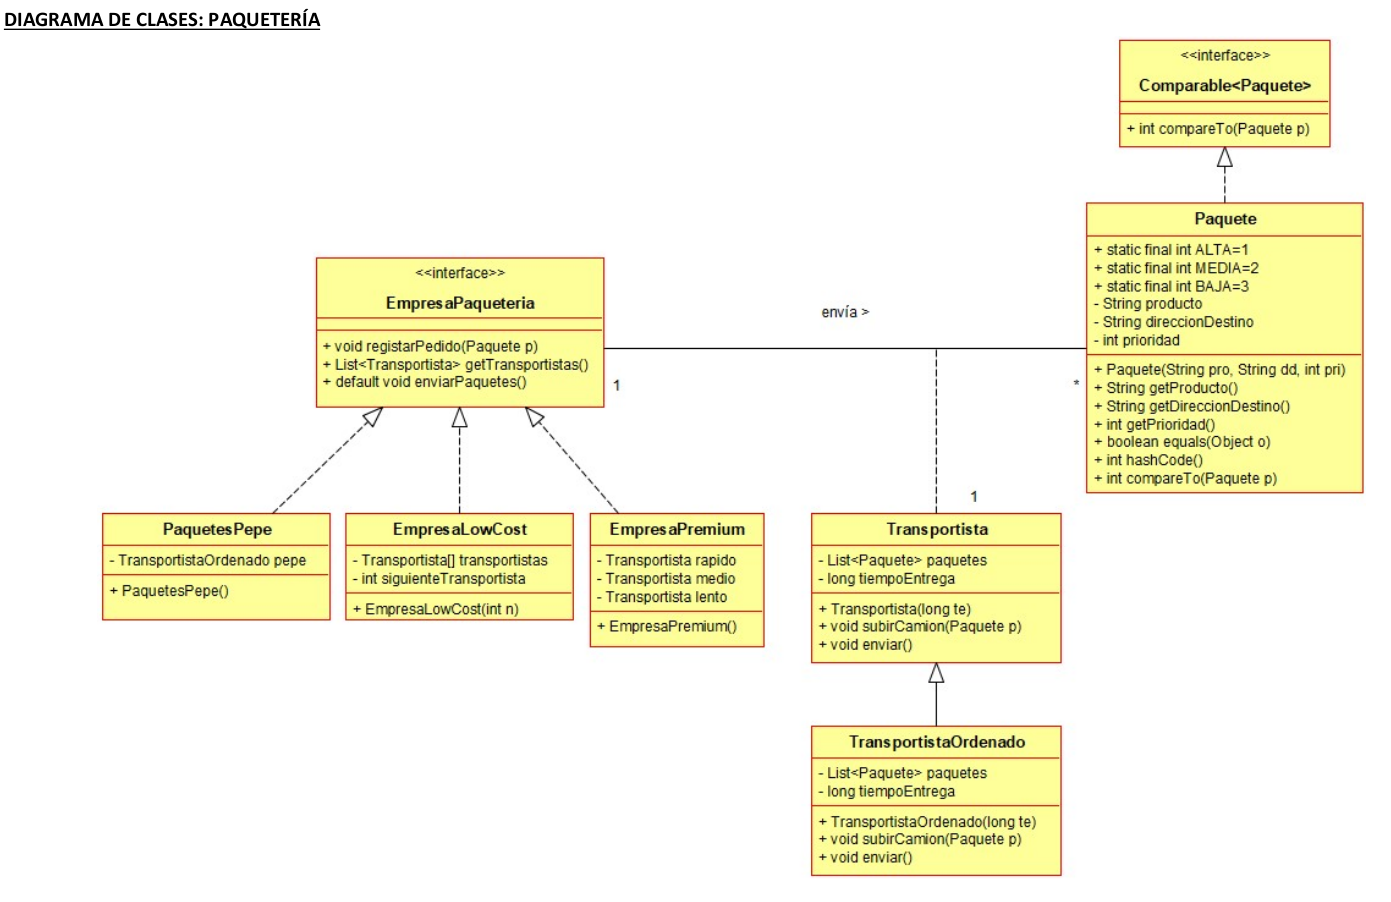 DIAGRAMA DE CLASES: PAQUETERÍA
<<interface>>
Comparable<Paquete>
+ int compareTo(Paquete p)
Paquete
+ static final int ALTA=1
+ static final int MEDIA=2
+ static final int BAJA=3
- String producto
- String direccionDestino
- int prioridad
+ Paquete(String pro, String dd, int pri)
+ String getProducto()
+ String getDireccionDestino()
+ int getPrioridad()
+ boolean equals(Object o)
+ int hashCode()
+ int compareTo(Paquete p)
<<interface>>
EmpresaPaqueteria
+ void registarPedido(Paquete p)
+ List<Transportista> getTransportistas()
+ default void enviarPaquetes()
envía >
1
*
1
PaquetesPepe
- TransportistaOrdenado pepe
+ PaquetesPepe()
EmpresaLowCost
- Transportista[] transportistas
- int siguienteTransportista
+ EmpresaLowCost(int n)
EmpresaPremium
- Transportista rapido
- Transportista medio
- Transportista lento
+ EmpresaPremium()
Transportista
- List<Paquete> paquetes
- long tiempoEntrega
+ Transportista(long te)
+ void subirCamion(Paquete p)
+ void enviar()
TransportistaOrdenado
- List<Paquete> paquetes
- long tiempoEntrega
+ TransportistaOrdenado(long te)
+ void subirCamion(Paquete p)
+ void enviar()